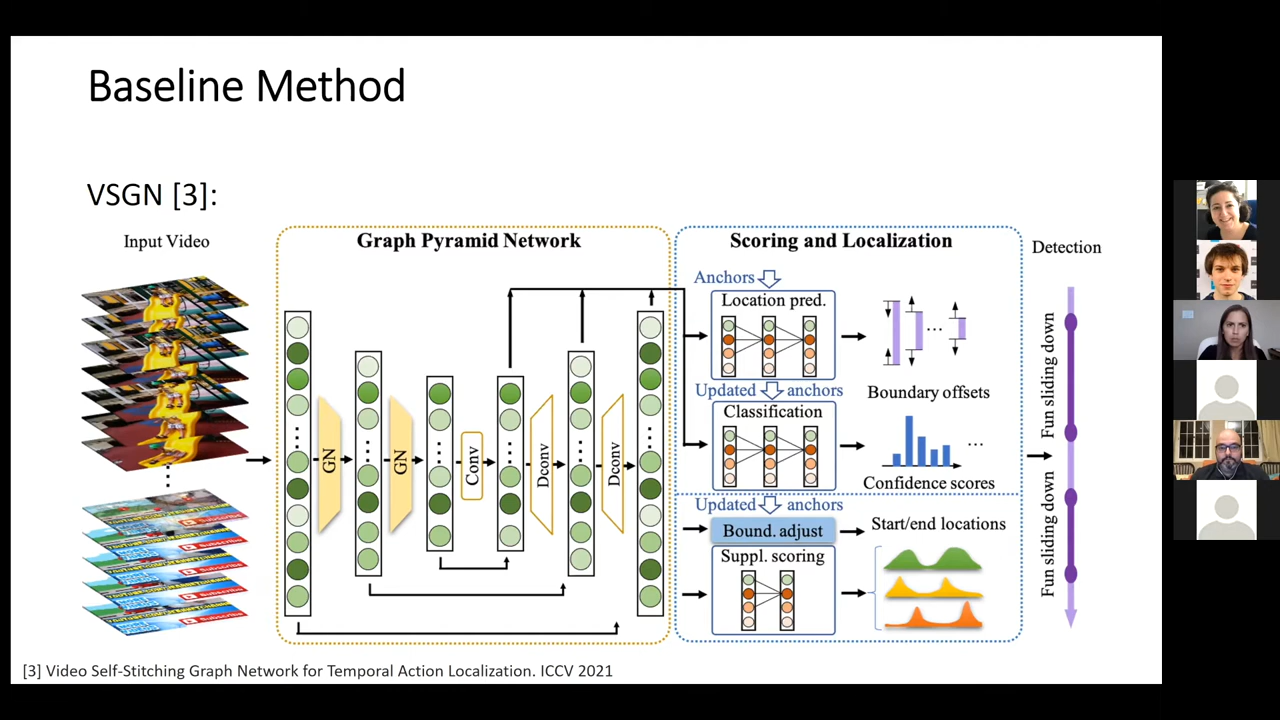 Baseline Method
VSGN [3]:
Input Video
Graph Pyramid Network
Scoring and Localization
Detection
Anchors
Location pred.
Updated anchors
Boundary offsets
Classification
Confidence scores
Updated anchors
Bound. adjust
Start/end locations
Suppl. scoring
GN
GN
Conv
Dconv
Dconv
Fun sliding down
Fun sliding down
Subscribe
[3] Video Self-Stitching Graph Network for Temporal Action Localization. ICCV 2021